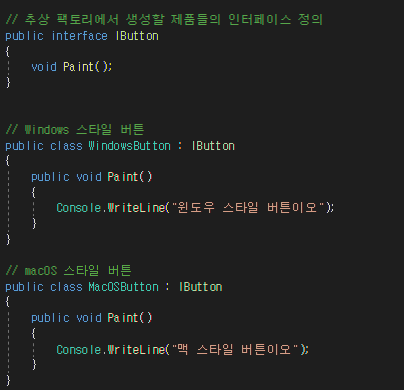 // 추상 팩토리에서 생성할 제품들의 인터페이스 정의
public interface IButton
{
void Paint();
}
// Windows 스타일 버튼
public class WindowsButton : IButton
{
public void Paint()
{
Console.WriteLine("윈도우 스타일 버튼이오");
}
}
// macOS 스타일 버튼
public class MacOSButton : IButton
{
public void Paint()
{
Console.WriteLine("맥 스타일 버튼이오");
}
}